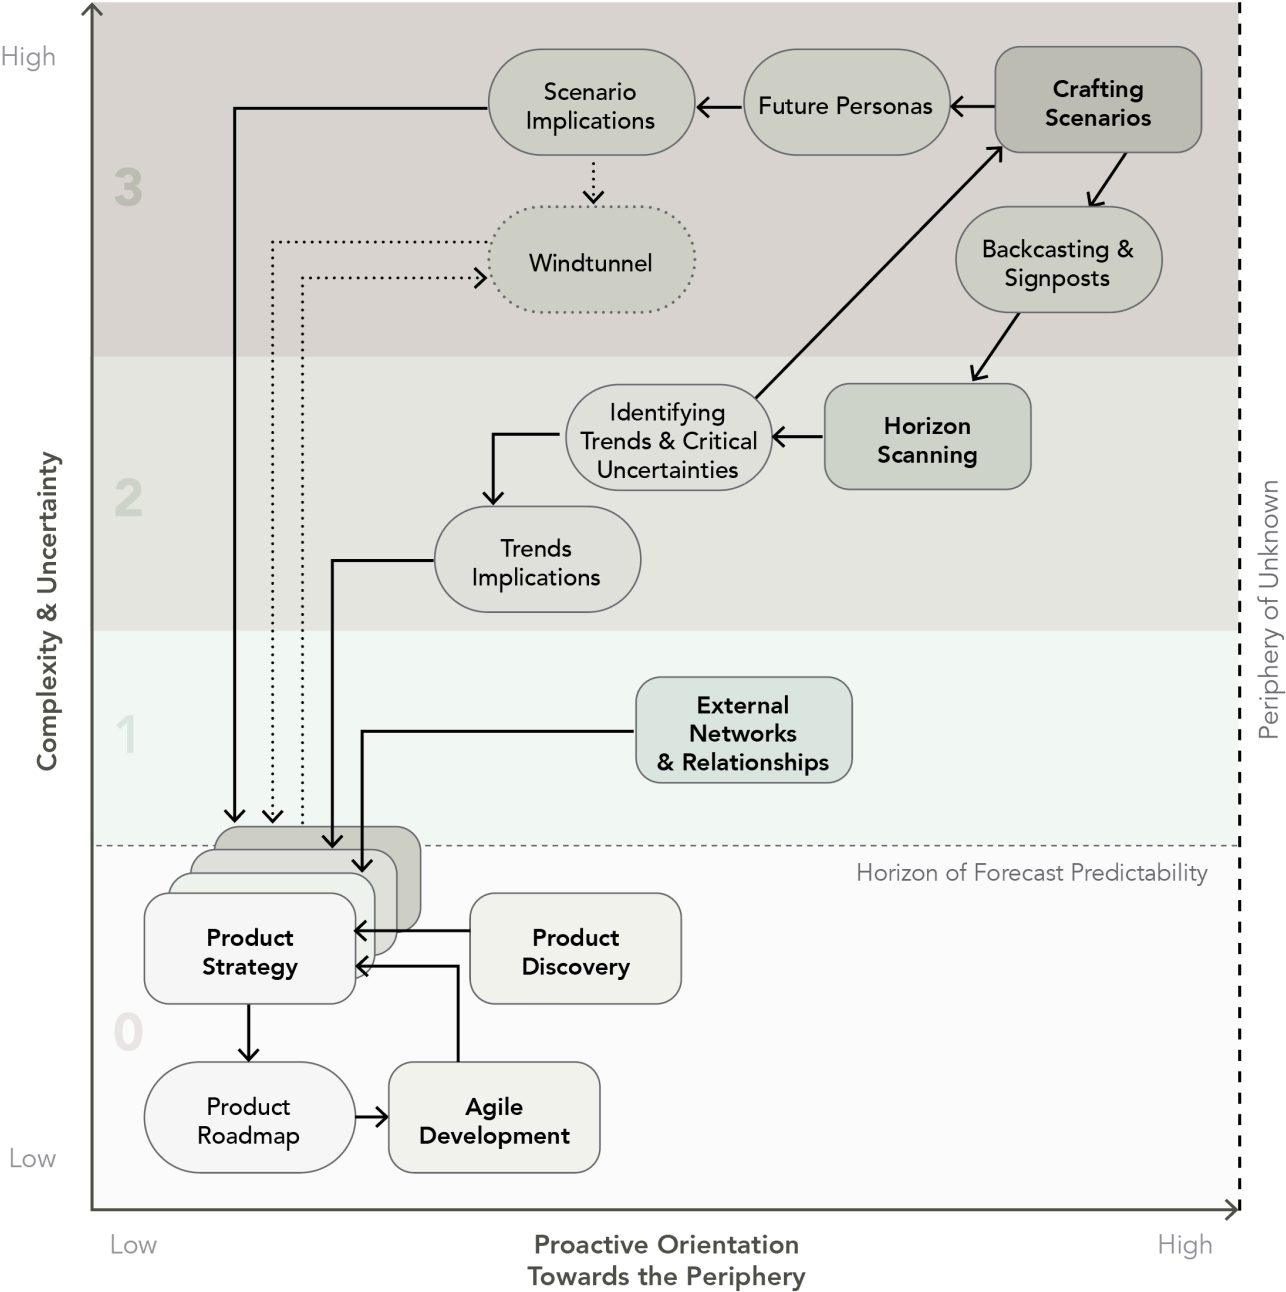 High
Scenario
Implications
Future Personas
Crafting
Scenarios
3
Windtunnel
Backcasting &
Signposts
Identifying
Trends & Critical
Uncertainties
Horizon
Scanning
2
Trends
Implications
Complexity & Uncertainty
Periphery of Unknown
External
Networks
& Relationships
1
Horizon of Forecast Predictability
Product
Strategy
Product
Discovery
0
Product
Roadmap
Agile
Development
Low
Low
Proactive Orientation
Towards the Periphery
High